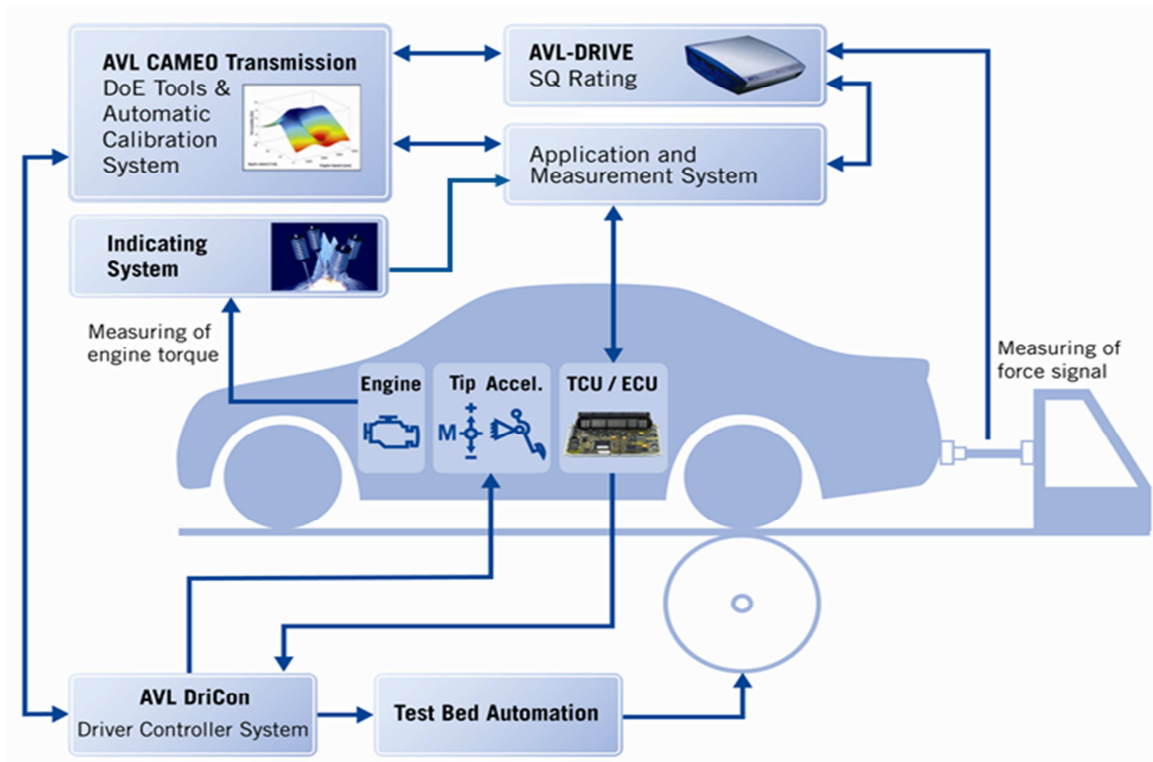 AVL CAMEO Transmission
DoE Tools &
Automatic
Calibration
System
AVL-DRIVE
SQ Rating
Application and
Measurement System
Indicating
System
Measuring of
engine torque
Measuring of
force signal
Engine
Tip Accel.
TCU / ECU
+
M
–
AVL DriCon
Driver Controller System
Test Bed Automation